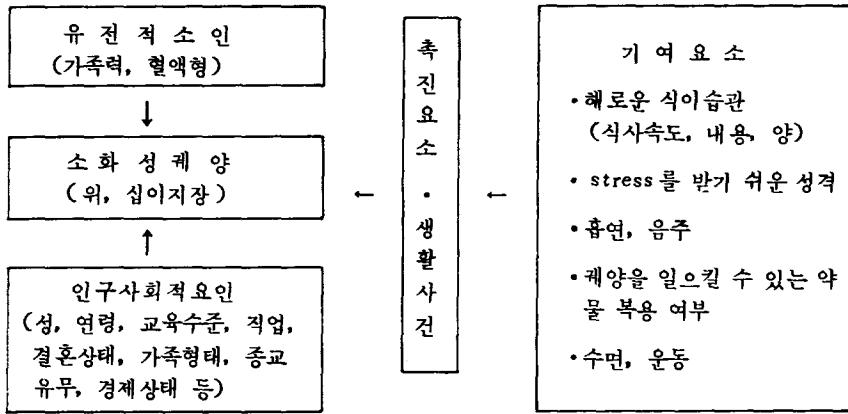 유 전 적 소 인
(가족력, 혈액형)
↓
소 화 성 궤 양
(위, 십이지장)
↑
인구사회적요인
(성, 연령, 교육수준, 직업,
결혼상태, 가족형태, 종교
유무, 경제상태 등)
←
촉
진
요
소
·
생
활
사
건
←
기 여 요 소
·해로운 식이습관
(식사속도, 내용, 양)
· stress를 받기 쉬운 성격
·흡연, 음주
·궤양을 일으킬 수 있는 약
물 복용 여부
·수면, 운동